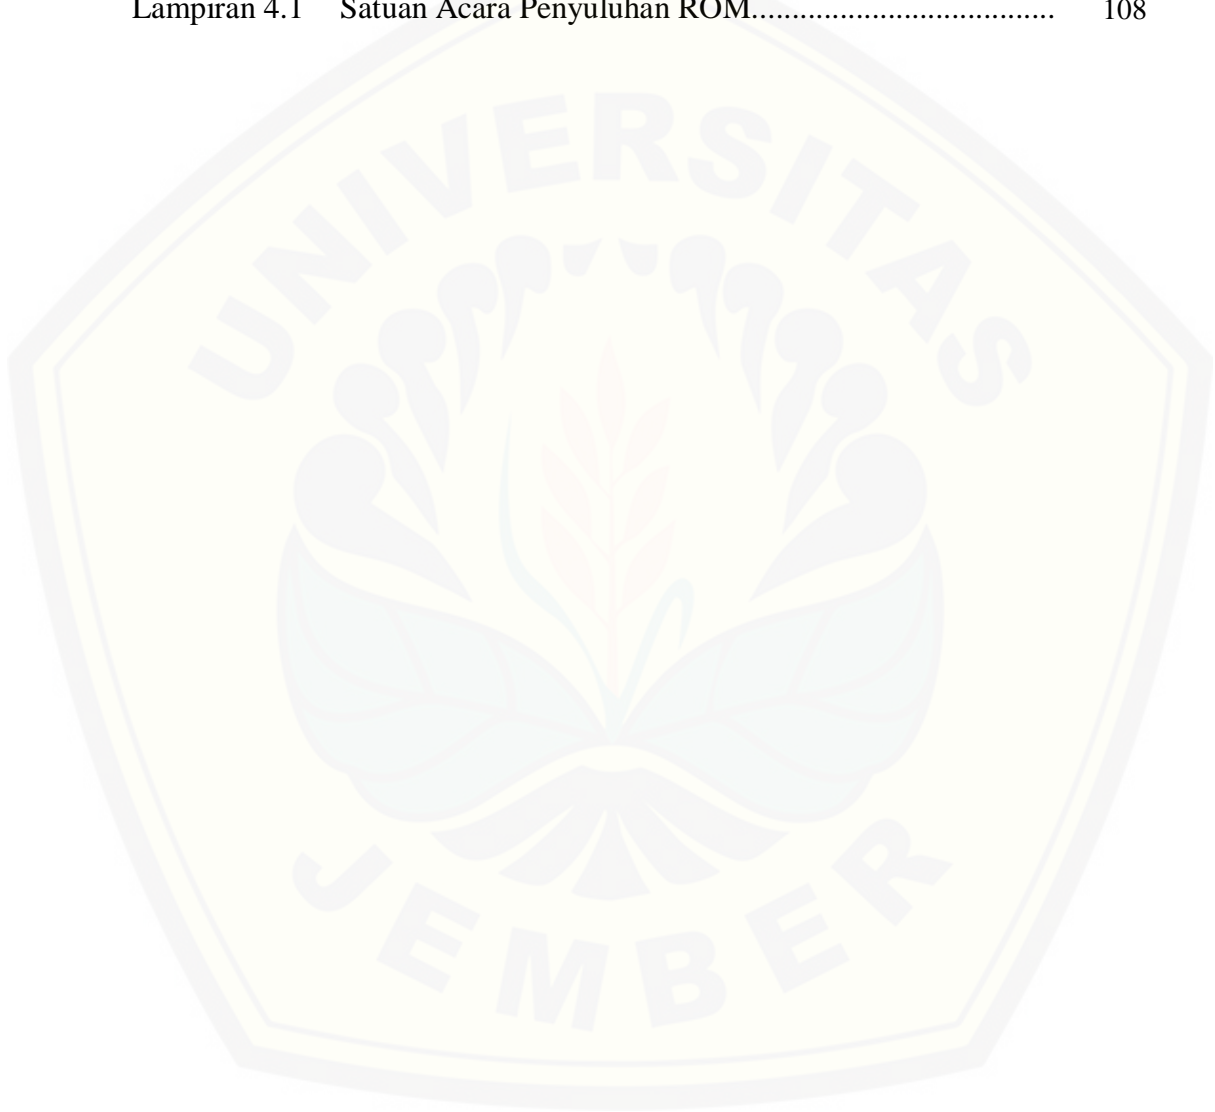 Lampiran 4.1 Satuan Acara Penyuluhan ROM..................................... 108
UNIVERSITAS
JEMBER